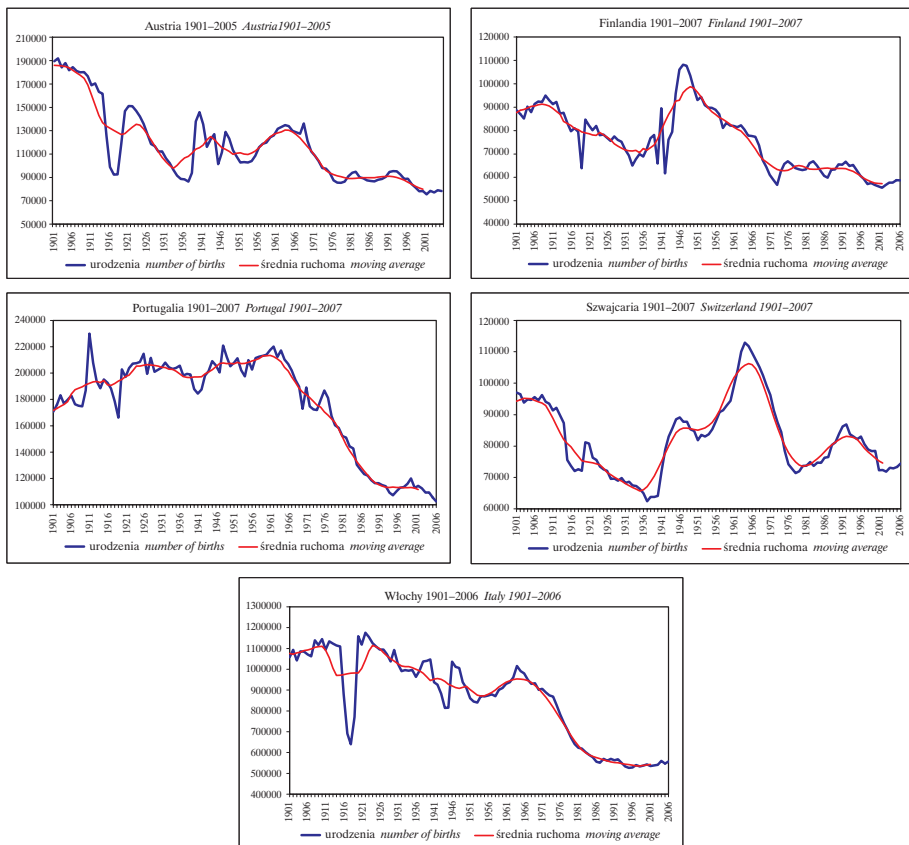 Austria 1901–2005 Austria1901–2005
210000
190000
170000
150000
130000
110000
90000
70000
50000
1901 1906 1911 1916 1921 1926 1931 1936 1941 1946 1951 1956 1961 1966 1971 1976 1981 1986 1991 1996 2001
urodzenia number of births średnia ruchoma moving average
Finlandia 1901–2007 Finland 1901–2007
120000
110000
100000
90000
80000
70000
60000
50000
40000
1901 1906 1911 1916 1921 1926 1931 1936 1941 1946 1951 1956 1961 1966 1971 1976 1981 1986 1991 1996 2001 2006
urodzenia number of births średnia ruchoma moving average
Portugalia 1901–2007 Portugal 1901–2007
240000
220000
200000
180000
160000
140000
120000
100000
1901 1906 1911 1916 1921 1926 1931 1936 1941 1946 1951 1956 1961 1966 1971 1976 1981 1986 1991 1996 2001 2006
urodzenia number of births średnia ruchoma moving average
Szwajcaria 1901–2007 Switzerland 1901–2007
120000
110000
100000
90000
80000
70000
60000
1901 1906 1911 1916 1921 1926 1931 1936 1941 1946 1951 1956 1961 1966 1971 1976 1981 1986 1991 1996 2001 2006
urodzenia number of births średnia ruchoma moving average
Włochy 1901–2006 Italy 1901–2006
1300000
1200000
1100000
1000000
900000
800000
700000
600000
500000
400000
1901 1906 1911 1916 1921 1926 1931 1936 1941 1946 1951 1956 1961 1966 1971 1976 1981 1986 1991 1996 2001 2006
urodzenia number of births średnia ruchoma moving average